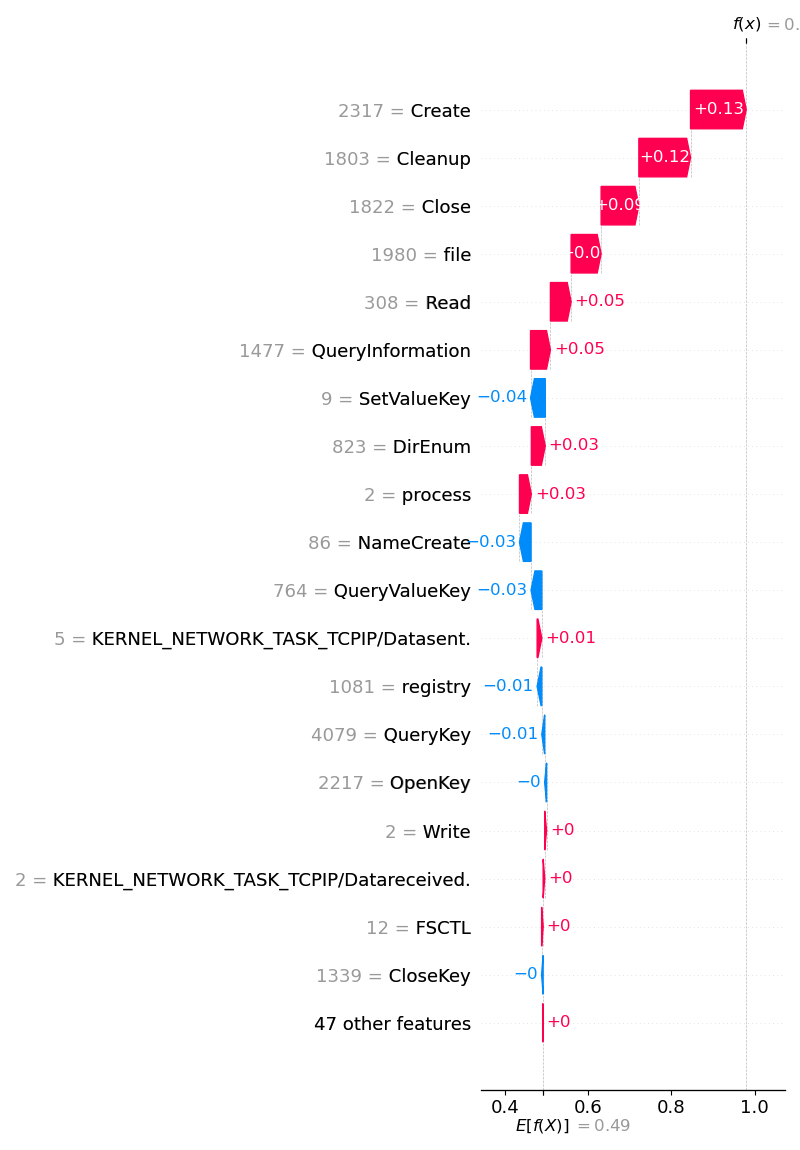 f(x) = 0.
2317 = Create +0.13
1803 = Cleanup +0.12
1822 = Close +0.09
1980 = file -0.0
308 = Read +0.05
1477 = QueryInformation +0.05
9 = SetValueKey −0.04
823 = DirEnum +0.03
2 = process +0.03
86 = NameCreate −0.03
764 = QueryValueKey −0.03
5 = KERNEL_NETWORK_TASK_TCPIP/Datasent. +0.01
1081 = registry −0.01
4079 = QueryKey −0.01
2217 = OpenKey −0
2 = Write +0
2 = KERNEL_NETWORK_TASK_TCPIP/Datareceived. +0
12 = FSCTL +0
1339 = CloseKey −0
47 other features +0
0.4 0.6 0.8 1.0
E[f(X)] = 0.49